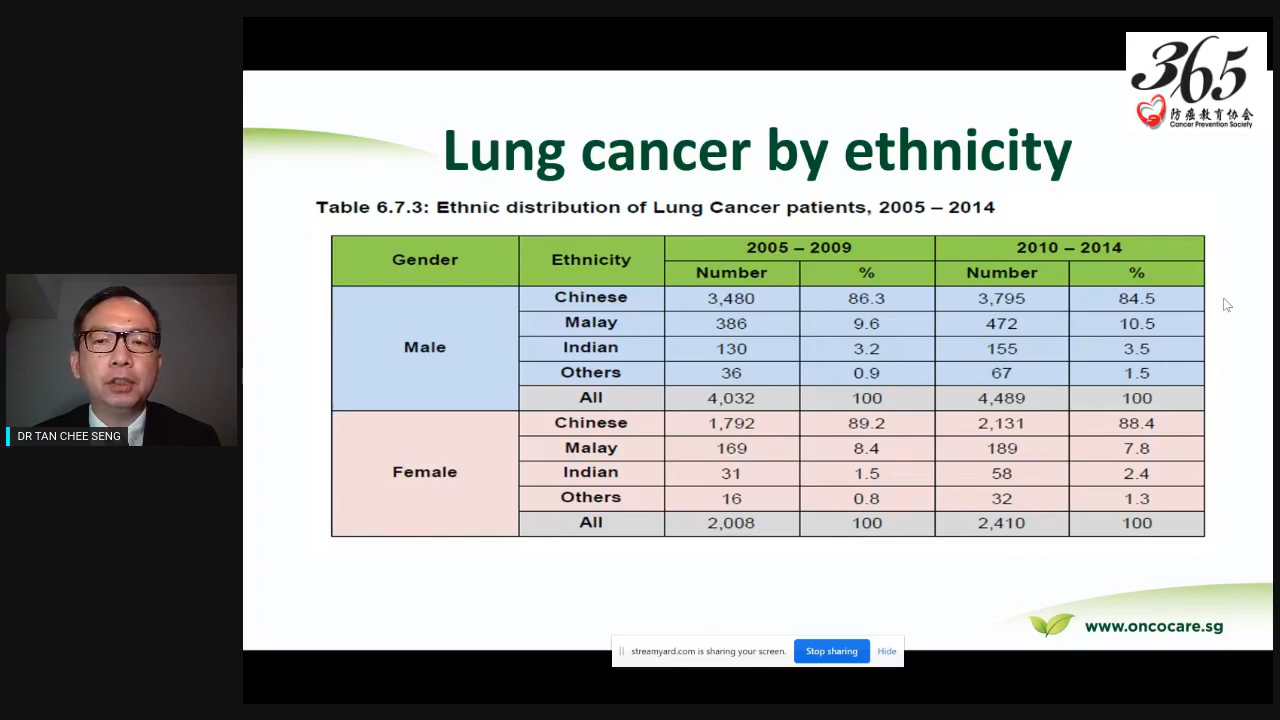 365
防癌教育协会
Cancer Prevention Society
Lung cancer by ethnicity
Table 6.7.3: Ethnic distribution of Lung Cancer patients, 2005 – 2014
Gender Ethnicity 2005 – 2009 2010 – 2014
Number % Number %
Male
Chinese 3,480 86.3 3,795 84.5
Malay 386 9.6 472 10.5
Indian 130 3.2 155 3.5
Others 36 0.9 67 1.5
All 4,032 100 4,489 100
Female
Chinese 1,792 89.2 2,131 88.4
Malay 169 8.4 189 7.8
Indian 31 1.5 58 2.4
Others 16 0.8 32 1.3
All 2,008 100 2,410 100
DR TAN CHEE SENG
www.oncocare.sg
streamyard.com is sharing your screen. Stop sharing Hide